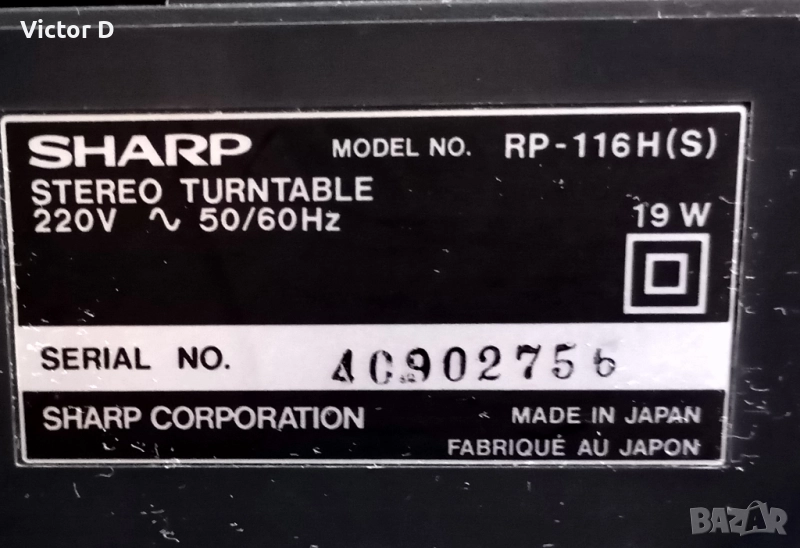 Victor D
SHARP MODEL NO. RP-116H(S)
STEREO TURNTABLE
220V ∿ 50/60Hz 19 W
SERIAL NO. 40902756
SHARP CORPORATION MADE IN JAPAN
FABRIQUÉ AU JAPON
BAZAR